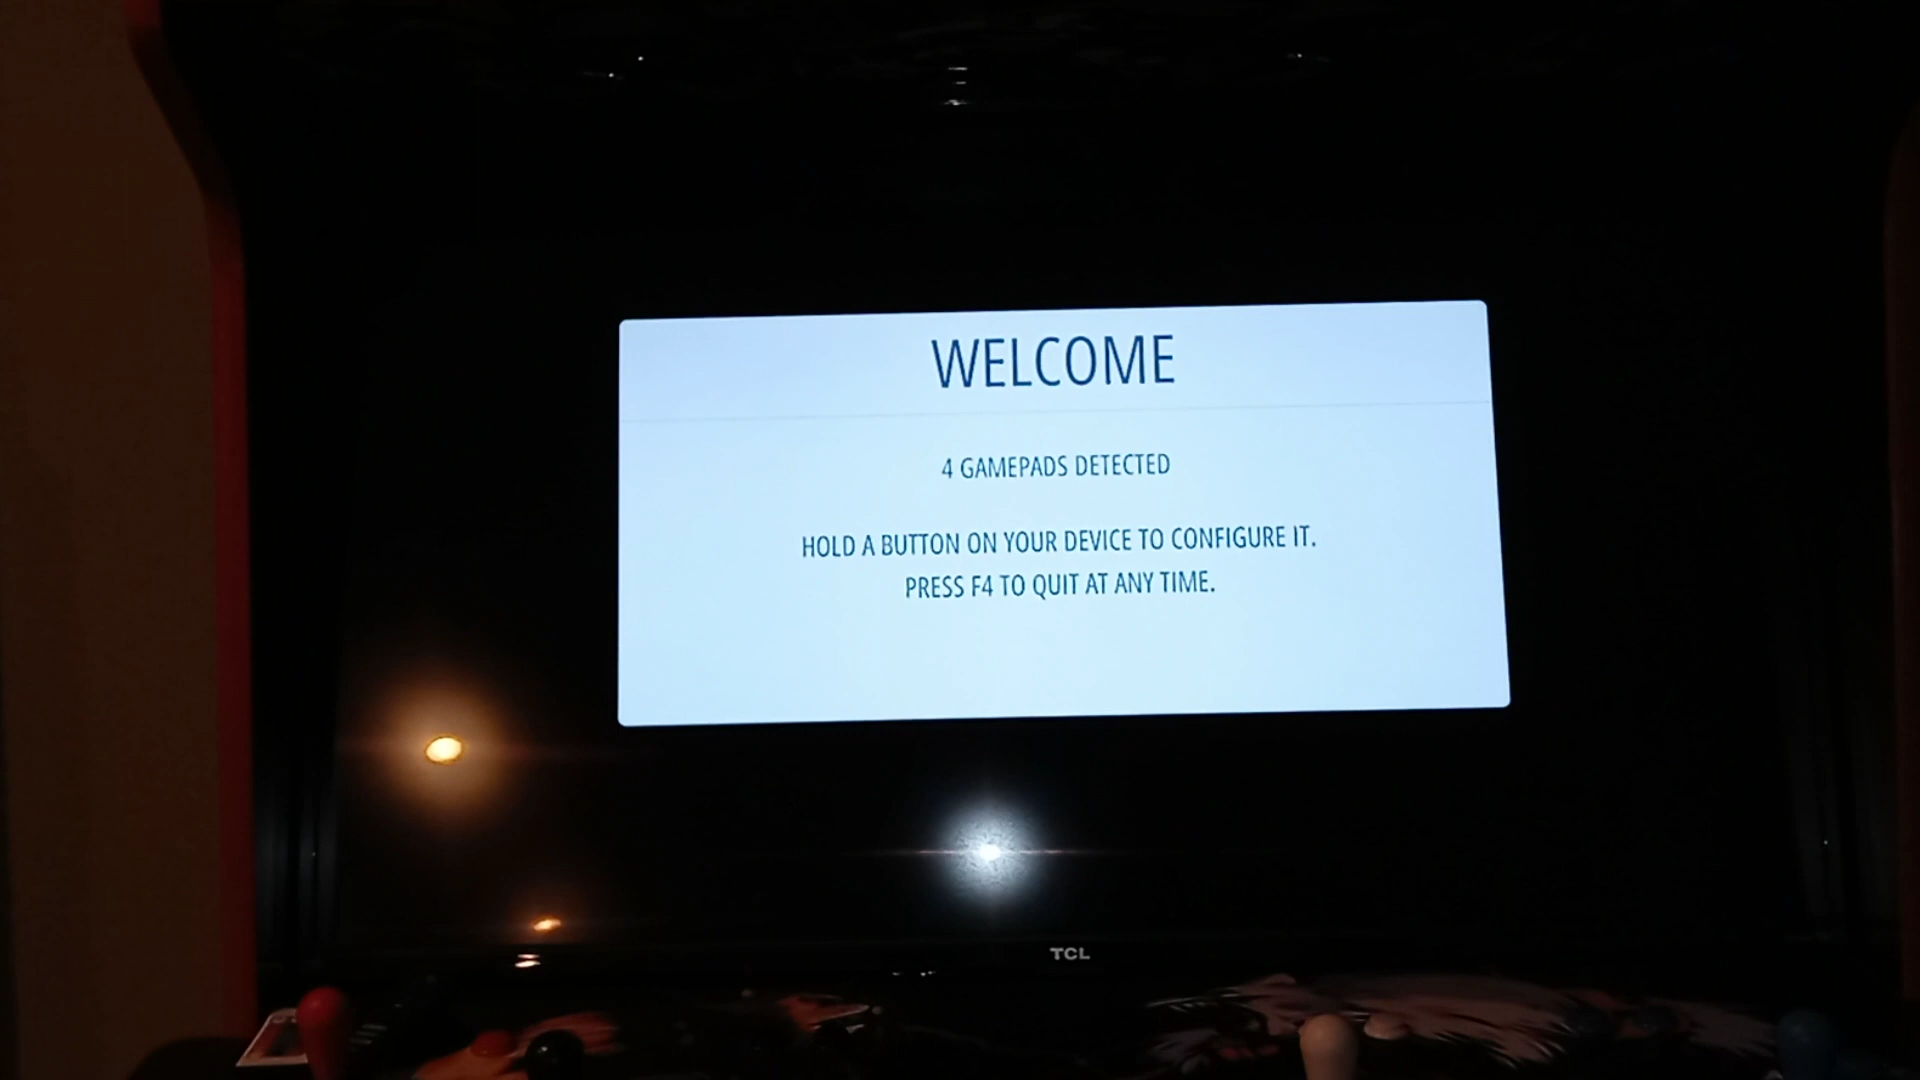 WELCOME
4 GAMEPADS DETECTED
HOLD A BUTTON ON YOUR DEVICE TO CONFIGURE IT.
PRESS F4 TO QUIT AT ANY TIME.
TCL